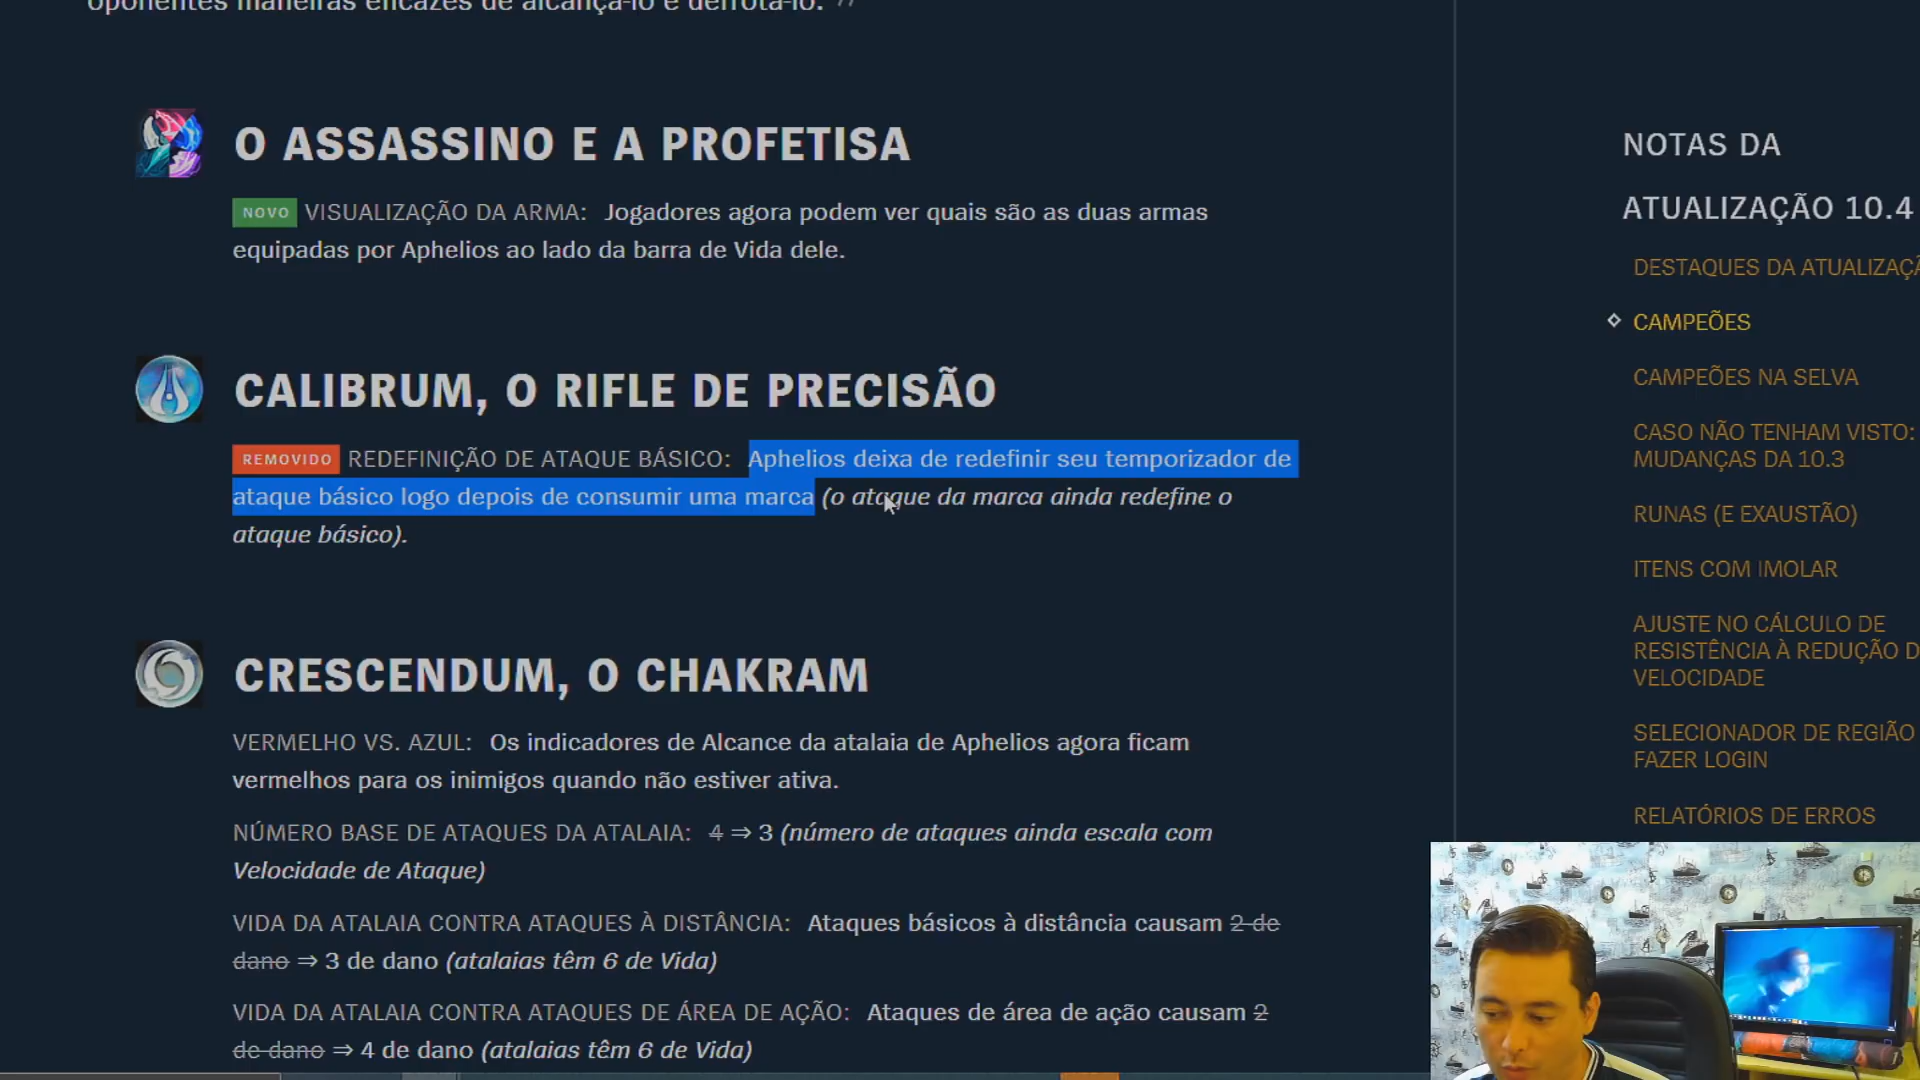 oponentes maneiras eficazes de alcançá-lo e derrotá-lo. "
O ASSASSINO E A PROFETISA
NOVO VISUALIZAÇÃO DA ARMA: Jogadores agora podem ver quais são as duas armas
equipadas por Aphelios ao lado da barra de Vida dele.
CALIBRUM, O RIFLE DE PRECISÃO
REMOVIDO REDEFINIÇÃO DE ATAQUE BÁSICO: Aphelios deixa de redefinir seu temporizador de
ataque básico logo depois de consumir uma marca (o ataque da marca ainda redefine o
ataque básico).
CRESCENDUM, O CHAKRAM
VERMELHO VS. AZUL: Os indicadores de Alcance da atalaia de Aphelios agora ficam
vermelhos para os inimigos quando não estiver ativa.
NÚMERO BASE DE ATAQUES DA ATALAIA: 4 ⇒ 3 (número de ataques ainda escala com
Velocidade de Ataque)
VIDA DA ATALAIA CONTRA ATAQUES À DISTÂNCIA: Ataques básicos à distância causam 2 de
dano ⇒ 3 de dano (atalaias têm 6 de Vida)
VIDA DA ATALAIA CONTRA ATAQUES DE ÁREA DE AÇÃO: Ataques de área de ação causam 2
de dano ⇒ 4 de dano (atalaias têm 6 de Vida)
NOTAS DA
ATUALIZAÇÃO 10.4
DESTAQUES DA ATUALIZAÇÃ
CAMPEÕES
CAMPEÕES NA SELVA
CASO NÃO TENHAM VISTO:
MUDANÇAS DA 10.3
RUNAS (E EXAUSTÃO)
ITENS COM IMOLAR
AJUSTE NO CÁLCULO DE
RESISTÊNCIA À REDUÇÃO D
VELOCIDADE
SELECIONADOR DE REGIÃO
FAZER LOGIN
RELATÓRIOS DE ERROS